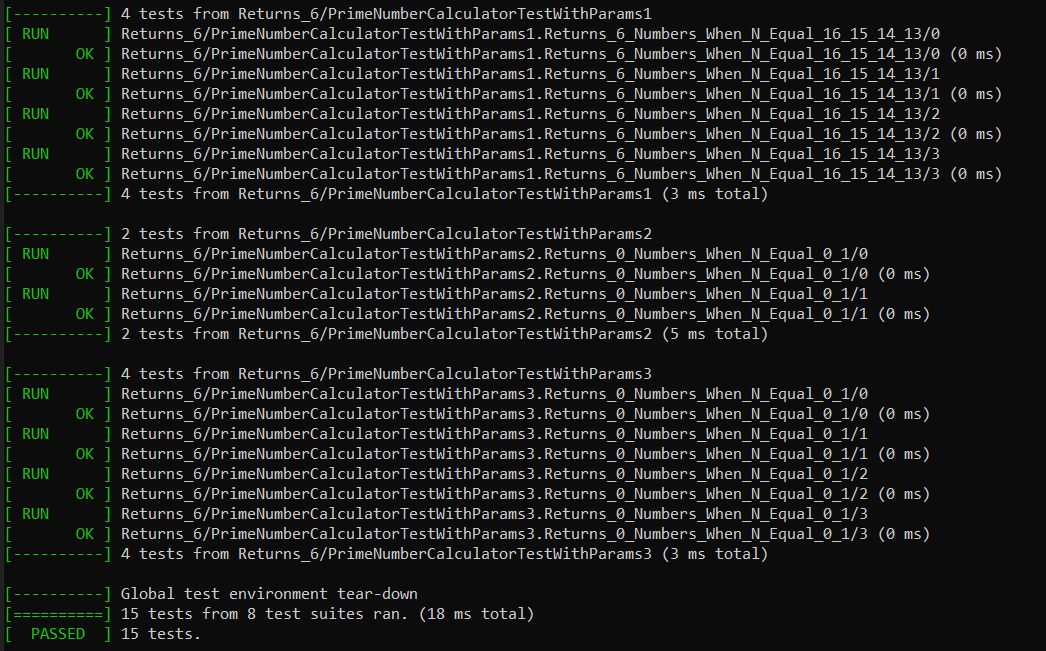 [----------] 4 tests from Returns_6/PrimeNumberCalculatorTestWithParams1
[ RUN      ] Returns_6/PrimeNumberCalculatorTestWithParams1.Returns_6_Numbers_When_N_Equal_16_15_14_13/0
[       OK ] Returns_6/PrimeNumberCalculatorTestWithParams1.Returns_6_Numbers_When_N_Equal_16_15_14_13/0 (0 ms)
[ RUN      ] Returns_6/PrimeNumberCalculatorTestWithParams1.Returns_6_Numbers_When_N_Equal_16_15_14_13/1
[       OK ] Returns_6/PrimeNumberCalculatorTestWithParams1.Returns_6_Numbers_When_N_Equal_16_15_14_13/1 (0 ms)
[ RUN      ] Returns_6/PrimeNumberCalculatorTestWithParams1.Returns_6_Numbers_When_N_Equal_16_15_14_13/2
[       OK ] Returns_6/PrimeNumberCalculatorTestWithParams1.Returns_6_Numbers_When_N_Equal_16_15_14_13/2 (0 ms)
[ RUN      ] Returns_6/PrimeNumberCalculatorTestWithParams1.Returns_6_Numbers_When_N_Equal_16_15_14_13/3
[       OK ] Returns_6/PrimeNumberCalculatorTestWithParams1.Returns_6_Numbers_When_N_Equal_16_15_14_13/3 (0 ms)
[----------] 4 tests from Returns_6/PrimeNumberCalculatorTestWithParams1 (3 ms total)

[----------] 2 tests from Returns_6/PrimeNumberCalculatorTestWithParams2
[ RUN      ] Returns_6/PrimeNumberCalculatorTestWithParams2.Returns_0_Numbers_When_N_Equal_0_1/0
[       OK ] Returns_6/PrimeNumberCalculatorTestWithParams2.Returns_0_Numbers_When_N_Equal_0_1/0 (0 ms)
[ RUN      ] Returns_6/PrimeNumberCalculatorTestWithParams2.Returns_0_Numbers_When_N_Equal_0_1/1
[       OK ] Returns_6/PrimeNumberCalculatorTestWithParams2.Returns_0_Numbers_When_N_Equal_0_1/1 (0 ms)
[----------] 2 tests from Returns_6/PrimeNumberCalculatorTestWithParams2 (5 ms total)

[----------] 4 tests from Returns_6/PrimeNumberCalculatorTestWithParams3
[ RUN      ] Returns_6/PrimeNumberCalculatorTestWithParams3.Returns_0_Numbers_When_N_Equal_0_1/0
[       OK ] Returns_6/PrimeNumberCalculatorTestWithParams3.Returns_0_Numbers_When_N_Equal_0_1/0 (0 ms)
[ RUN      ] Returns_6/PrimeNumberCalculatorTestWithParams3.Returns_0_Numbers_When_N_Equal_0_1/1
[       OK ] Returns_6/PrimeNumberCalculatorTestWithParams3.Returns_0_Numbers_When_N_Equal_0_1/1 (0 ms)
[ RUN      ] Returns_6/PrimeNumberCalculatorTestWithParams3.Returns_0_Numbers_When_N_Equal_0_1/2
[       OK ] Returns_6/PrimeNumberCalculatorTestWithParams3.Returns_0_Numbers_When_N_Equal_0_1/2 (0 ms)
[ RUN      ] Returns_6/PrimeNumberCalculatorTestWithParams3.Returns_0_Numbers_When_N_Equal_0_1/3
[       OK ] Returns_6/PrimeNumberCalculatorTestWithParams3.Returns_0_Numbers_When_N_Equal_0_1/3 (0 ms)
[----------] 4 tests from Returns_6/PrimeNumberCalculatorTestWithParams3 (3 ms total)

[----------] Global test environment tear-down
[==========] 15 tests from 8 test suites ran. (18 ms total)
[  PASSED  ] 15 tests.